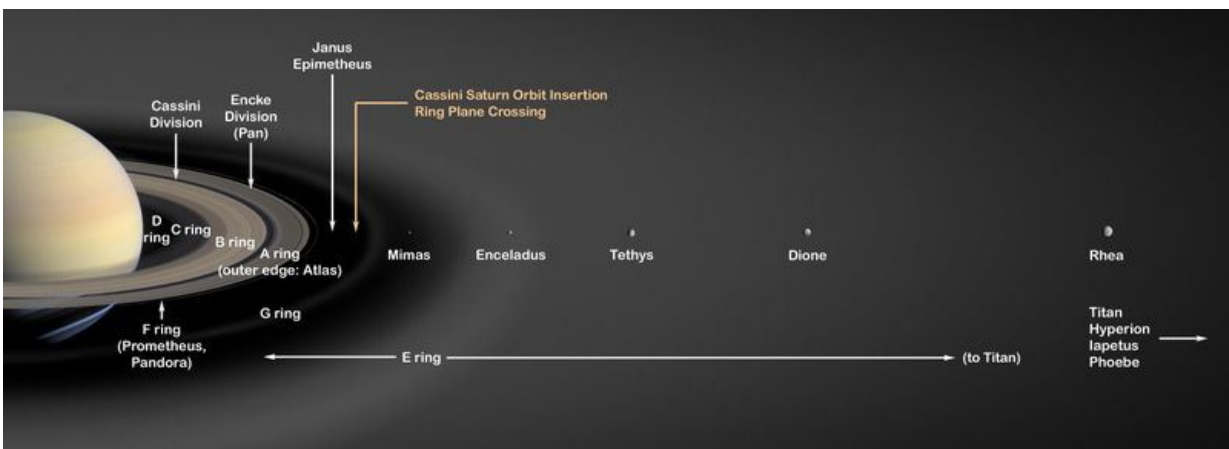 Janus
Epimetheus
Cassini Saturn Orbit Insertion
Ring Plane Crossing
Cassini
Division
Encke
Division
(Pan)
D
ring
C ring
B ring
A ring
(outer edge: Atlas)
Mimas
Enceladus
Tethys
Dione
Rhea
G ring
F ring
(Prometheus,
Pandora)
E ring
(to Titan)
Titan
Hyperion
Iapetus
Phoebe